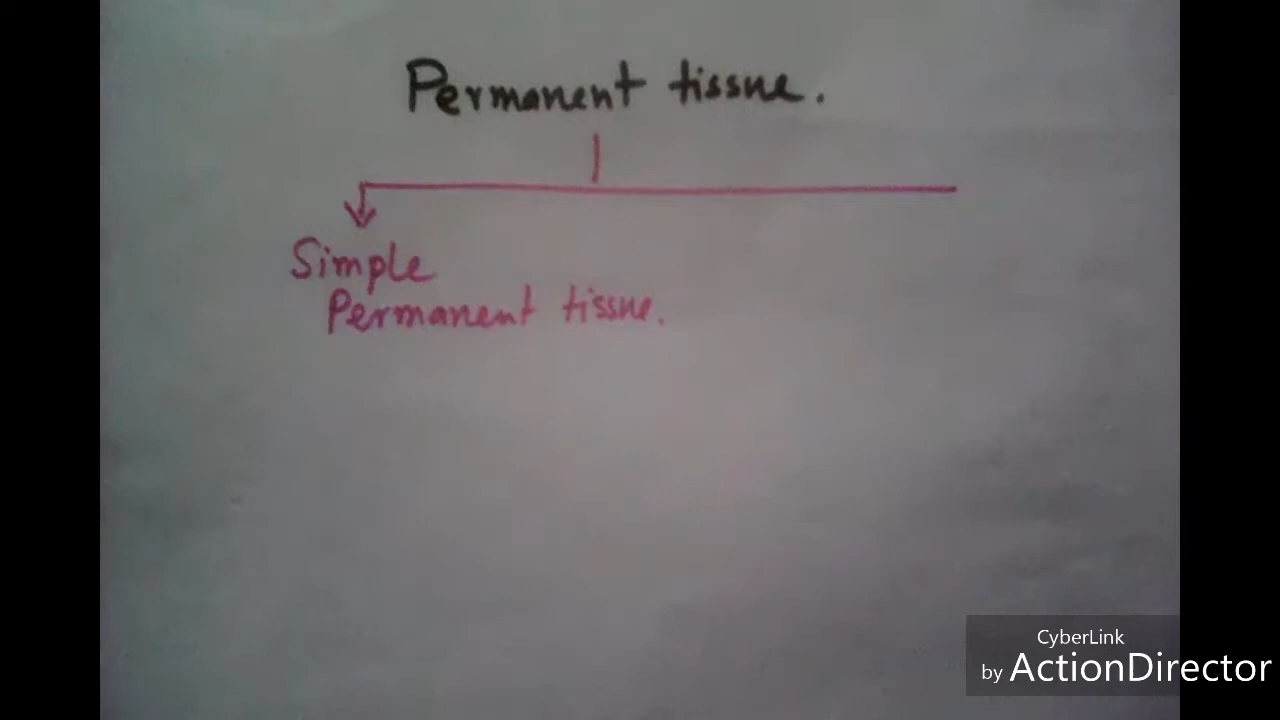 Permanent tissue.
Simple
Permanent tissue.
CyberLink
by ActionDirector